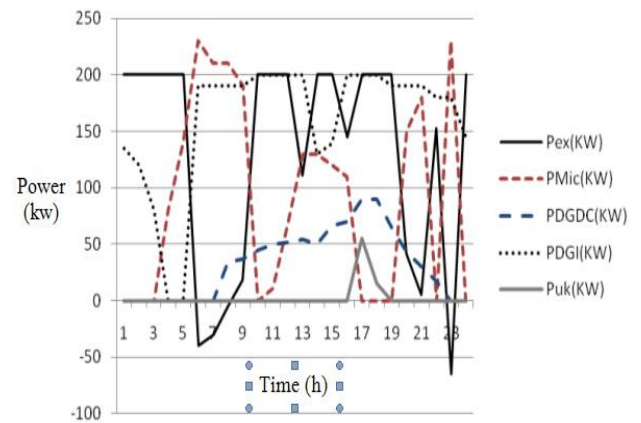 250
200
150
100
50
0
-50
-100
Power
(kw)
1 3 5 7 9 11 13 15 17 19 21 23
Time (h)
Pex(KW)
PMic(KW)
PDGDC(KW)
PDGI(KW)
Puk(KW)